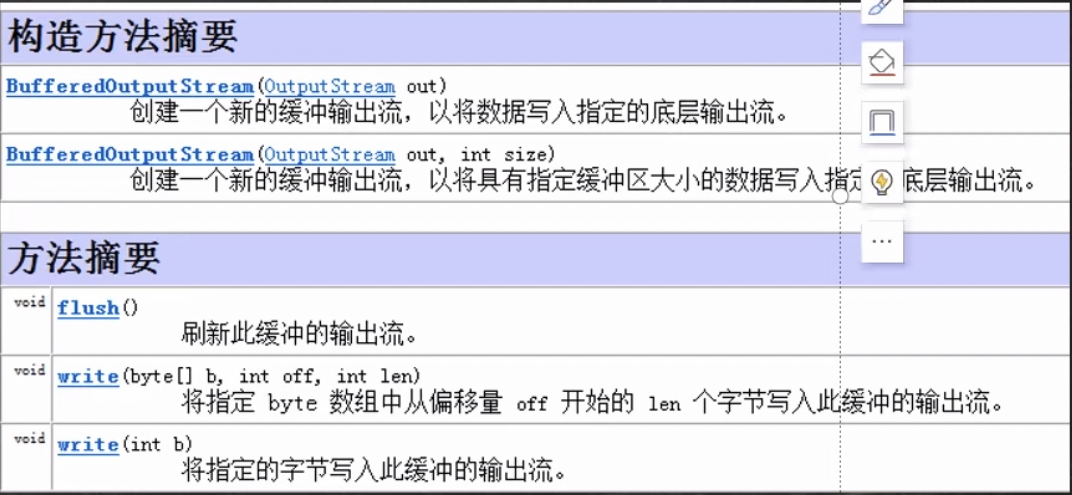 构造方法摘要
BufferedOutputStream(OutputStream out)
创建一个新的缓冲输出流，以将数据写入指定的底层输出流。
BufferedOutputStream(OutputStream out, int size)
创建一个新的缓冲输出流，以将具有指定缓冲区大小的数据写入指定 底层输出流。
方法摘要
void flush()
刷新此缓冲的输出流。
void write(byte[] b, int off, int len)
将指定 byte 数组中从偏移量 off 开始的 len 个字节写入此缓冲的输出流。
void write(int b)
将指定的字节写入此缓冲的输出流。